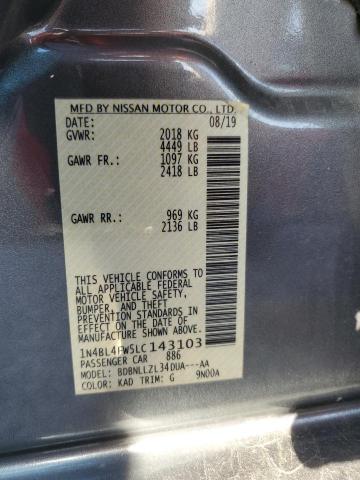 MFD BY NISSAN MOTOR CO., LTD.
DATE: 08/19
GVWR: 2018 KG
4449 LB
GAWR FR.: 1097 KG
2418 LB
GAWR RR.: 969 KG
2136 LB
THIS VEHICLE CONFORMS TO
ALL APPLICABLE FEDERAL
MOTOR VEHICLE SAFETY,
BUMPER, AND THEFT
PREVENTION STANDARDS IN
EFFECT ON THE DATE OF
MANUFACTURE SHOWN ABOVE.
1N4BL4FW5LC143103
PASSENGER CAR 886
MODEL: BDBNLLZL34DUA---AA
COLOR: KAD TRIM: G 9N00A